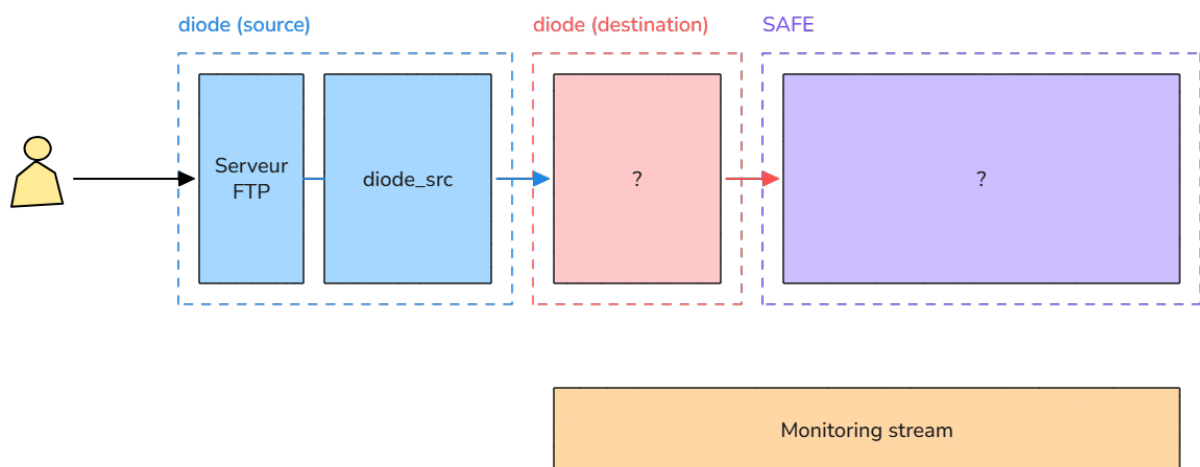 diode (source)
diode (destination)
SAFE
Serveur
FTP
diode_src
?
?
Monitoring stream